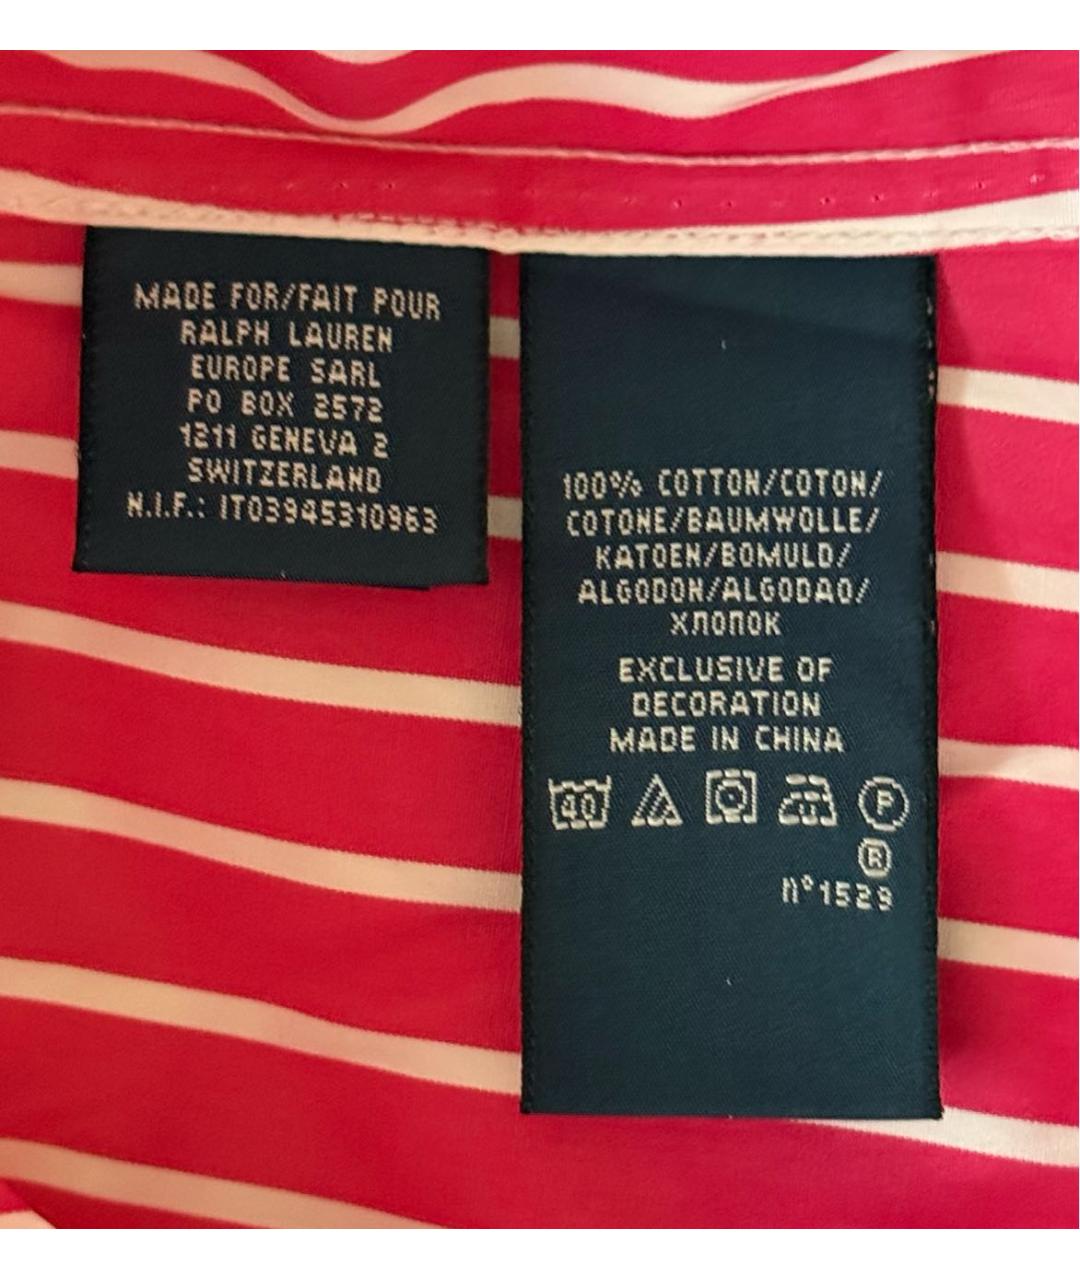 MADE FOR/FAIT POUR
RALPH LAUREN
EUROPE SARL
PO BOX 2572
1211 GENEVA 2
SWITZERLAND
N.I.F.: IT03945310963
100% COTTON/COTON/
COTONE/BAUMWOLLE/
KATOEN/BOMULD/
ALGODON/ALGODAO/
ХЛОПОК
EXCLUSIVE OF
DECORATION
MADE IN CHINA
40 P
®
n°1529